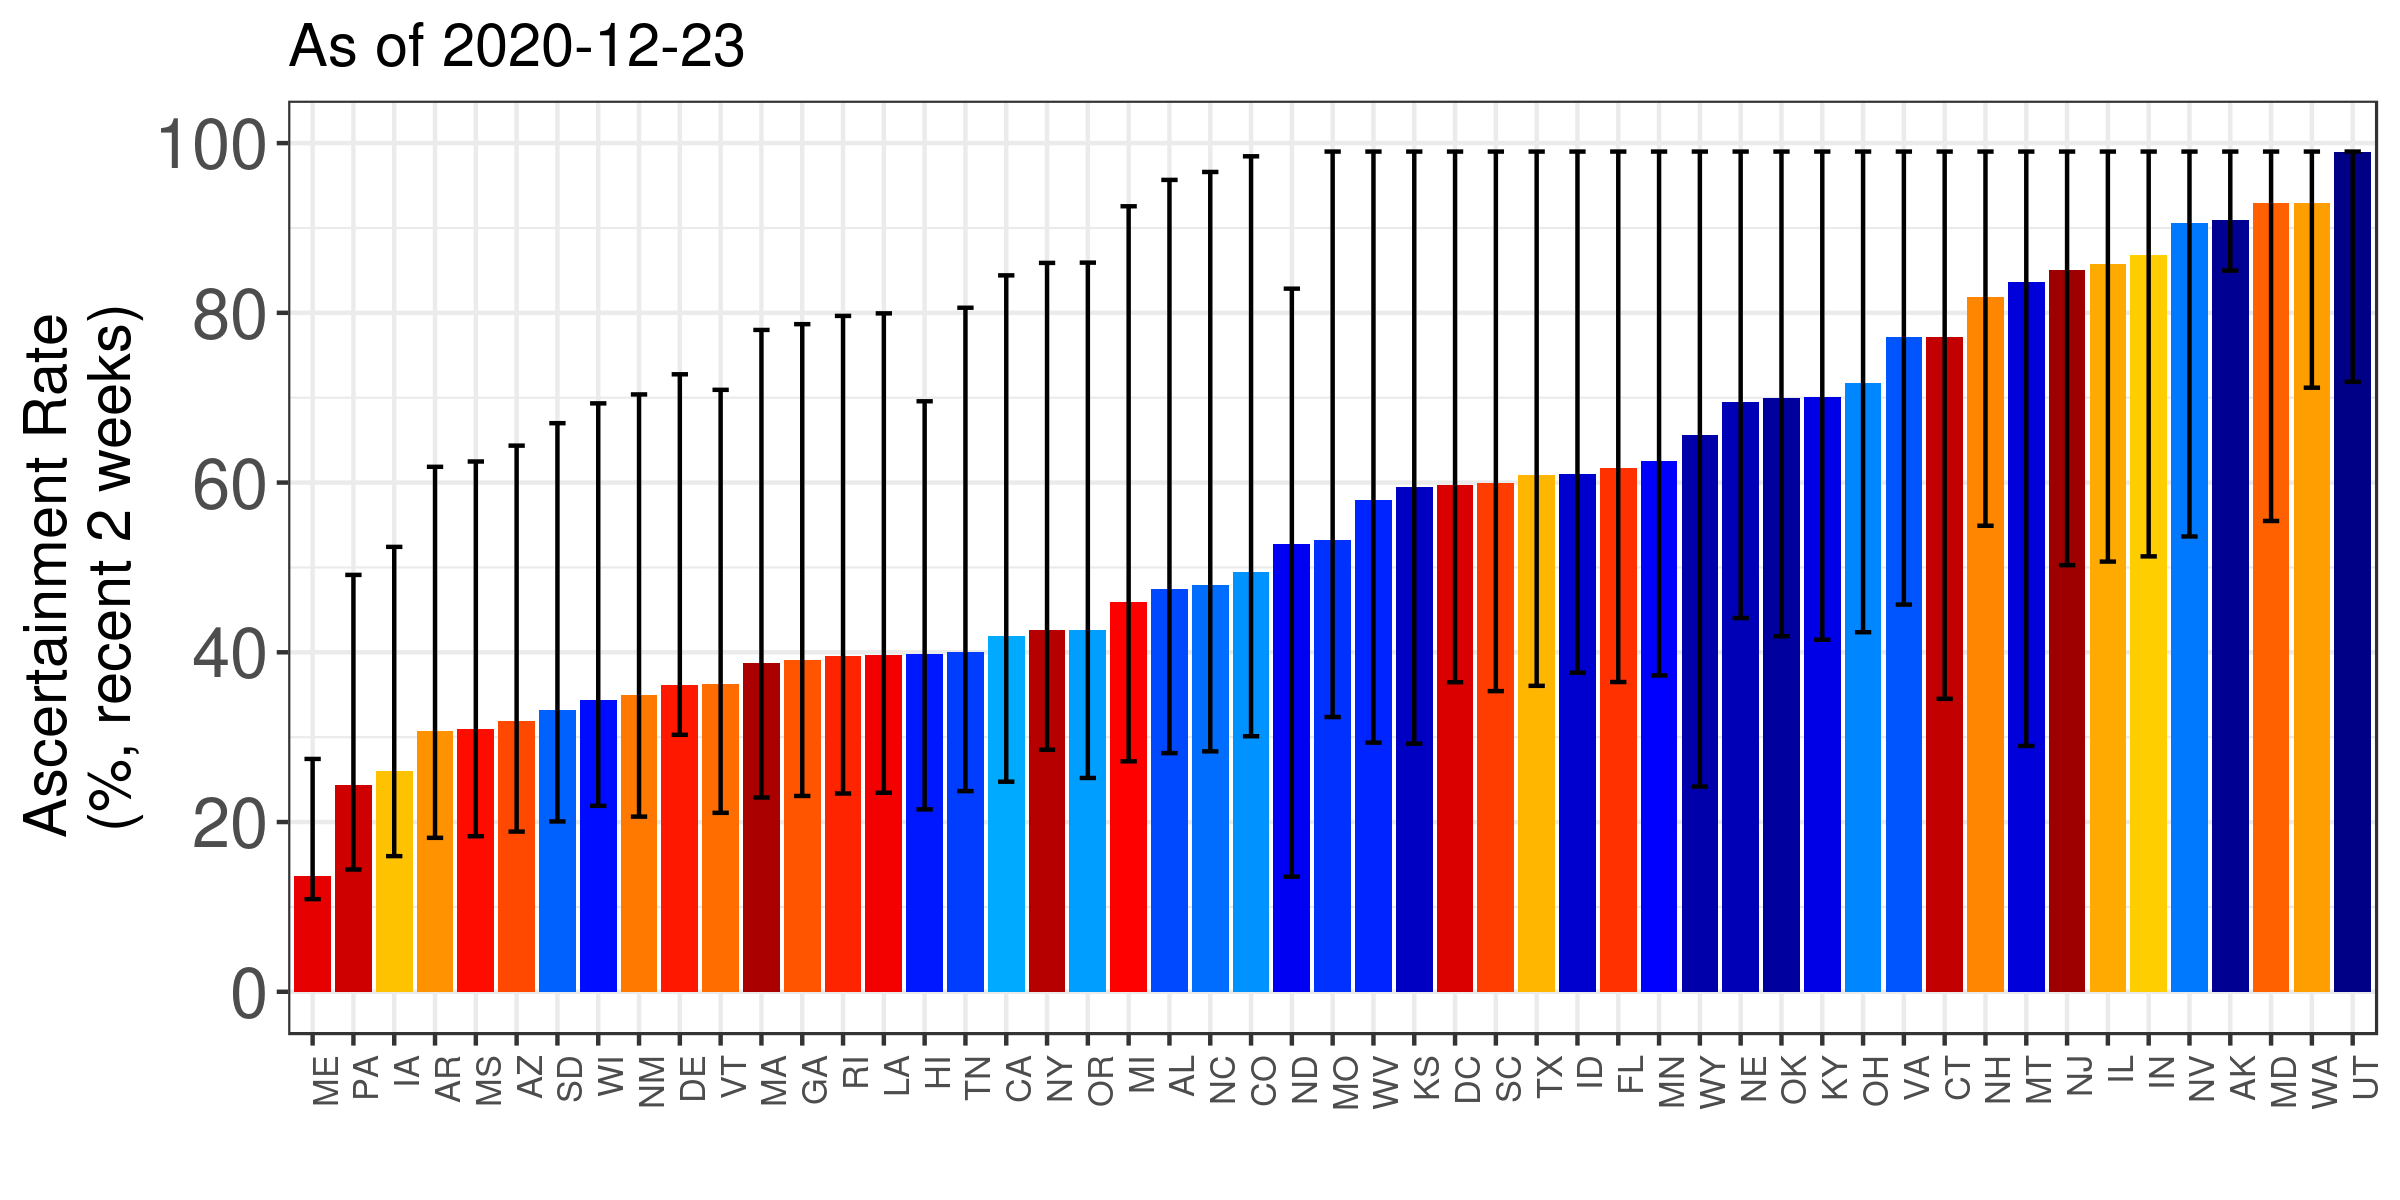 As of 2020-12-23
Ascertainment Rate
(%, recent 2 weeks)
100
80
60
40
20
0
ME PA IA AR MS AZ SD WI NM DE VT MA GA RI LA HI TN CA NY OR MI AL NC CO ND MO WV KS DC SC TX ID FL MN WY NE OK KY OH VA CT NH MT NJ IL IN NV AK MD WA UT